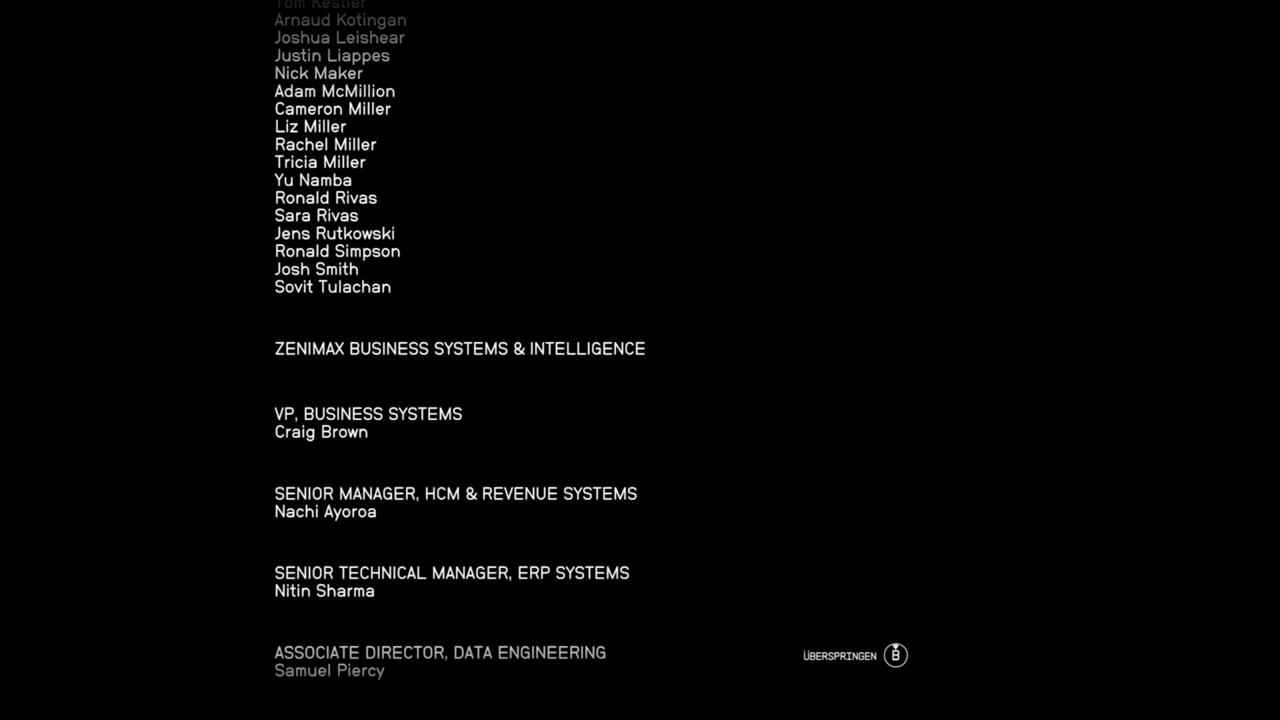 Tom Kestler
Arnaud Kotingan
Joshua Leishear
Justin Liappes
Nick Maker
Adam McMillion
Cameron Miller
Liz Miller
Rachel Miller
Tricia Miller
Yu Namba
Ronald Rivas
Sara Rivas
Jens Rutkowski
Ronald Simpson
Josh Smith
Sovit Tulachan
ZENIMAX BUSINESS SYSTEMS & INTELLIGENCE
VP, BUSINESS SYSTEMS
Craig Brown
SENIOR MANAGER, HCM & REVENUE SYSTEMS
Nachi Ayoroa
SENIOR TECHNICAL MANAGER, ERP SYSTEMS
Nitin Sharma
ASSOCIATE DIRECTOR, DATA ENGINEERING
Samuel Piercy
ÜBERSPRINGEN B